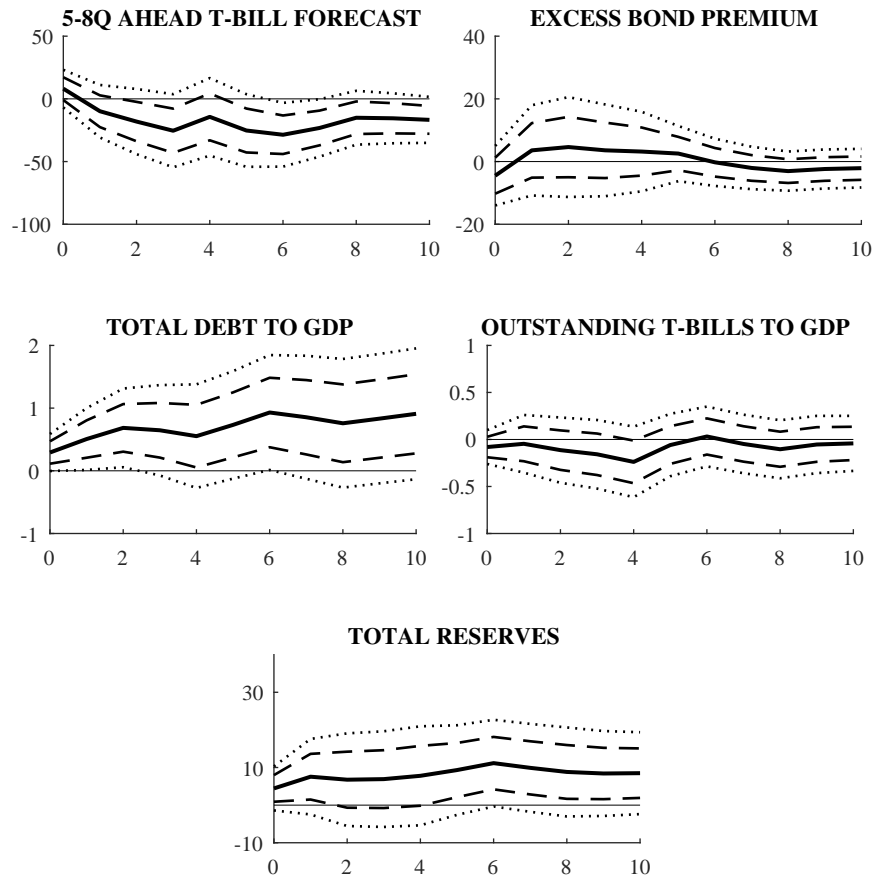 5-8Q AHEAD T-BILL FORECAST
50
0
-50
-100
0 2 4 6 8 10
EXCESS BOND PREMIUM
40
20
0
-20
0 2 4 6 8 10
TOTAL DEBT TO GDP
2
1
0
-1
0 2 4 6 8 10
OUTSTANDING T-BILLS TO GDP
1
0.5
0
-0.5
-1
0 2 4 6 8 10
TOTAL RESERVES
30
10
-10
0 2 4 6 8 10